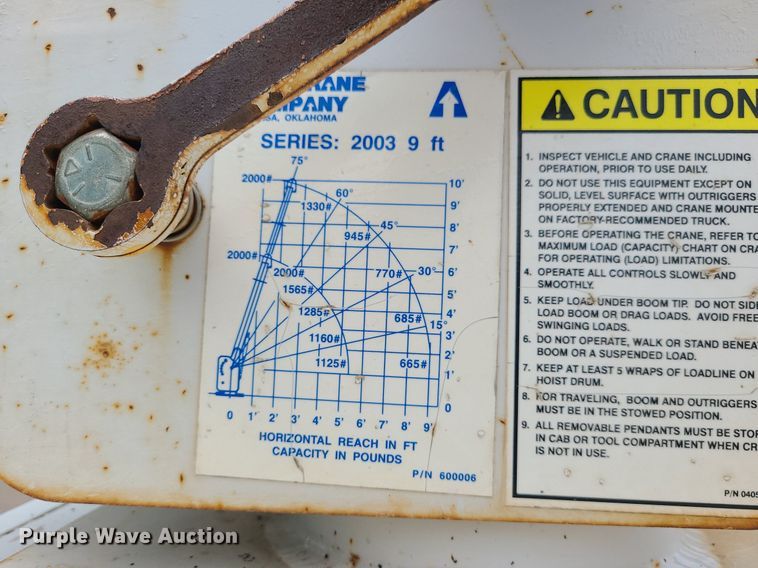 SA, OKLAHOMA
SERIES: 2003 9 ft
75°
2000#
10'
60°
1330#
9'
45°
945#
8'
2000#
7'
2000#
770#
30°
6'
1565#
5'
1285#
685#
4'
15°
1160#
3'
1125#
665#
2'
1'
0
0 1' 2' 3' 4' 5' 6' 7' 8' 9'
HORIZONTAL REACH IN FT
CAPACITY IN POUNDS
P/N 600006
CAUTION
1. INSPECT VEHICLE AND CRANE INCLUDING
OPERATION, PRIOR TO USE DAILY.
2. DO NOT USE THIS EQUIPMENT EXCEPT ON
SOLID, LEVEL SURFACE WITH OUTRIGGERS
PROPERLY EXTENDED AND CRANE MOUNTE
ON FACTORY-RECOMMENDED TRUCK.
3. BEFORE OPERATING THE CRANE, REFER TO
MAXIMUM LOAD (CAPACITY) CHART ON CRA
FOR OPERATING (LOAD) LIMITATIONS.
4. OPERATE ALL CONTROLS SLOWLY AND
SMOOTHLY.
5. KEEP LOAD UNDER BOOM TIP. DO NOT SIDE
LOAD BOOM OR DRAG LOADS. AVOID FREE
SWINGING LOADS.
6. DO NOT OPERATE, WALK OR STAND BENEA
BOOM OR A SUSPENDED LOAD.
7. KEEP AT LEAST 5 WRAPS OF LOADLINE ON
HOIST DRUM.
8. FOR TRAVELING, BOOM AND OUTRIGGERS
MUST BE IN THE STOWED POSITION.
9. ALL REMOVABLE PENDANTS MUST BE STOR
IN CAB OR TOOL COMPARTMENT WHEN CR
IS NOT IN USE.
P/N 0405
Purple Wave Auction